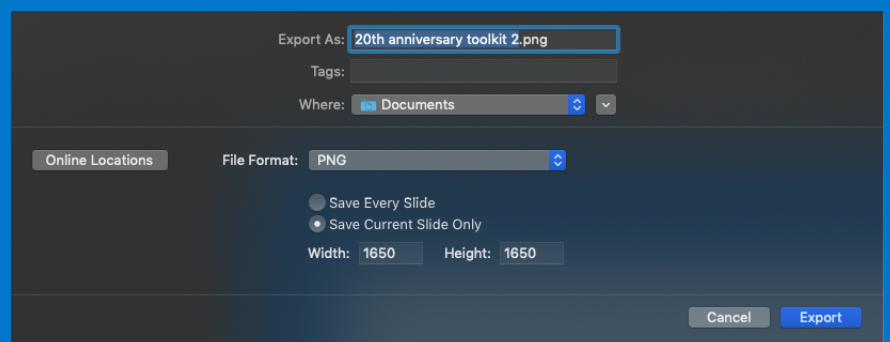 Export As: 20th anniversary toolkit 2.png
Tags:
Where: Documents
Online Locations File Format: PNG
Save Every Slide
Save Current Slide Only
Width: 1650 Height: 1650
Cancel Export